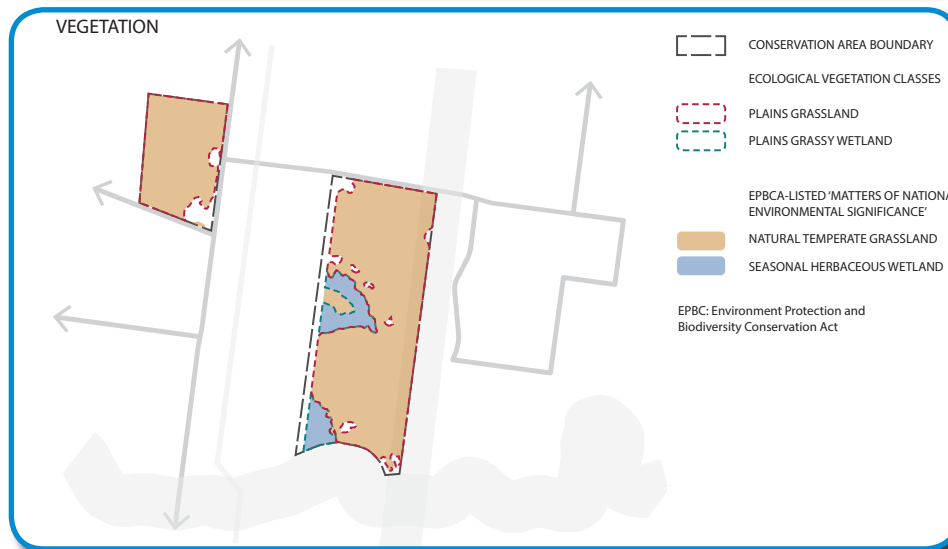 VEGETATION
CONSERVATION AREA BOUNDARY
ECOLOGICAL VEGETATION CLASSES
PLAINS GRASSLAND
PLAINS GRASSY WETLAND
EPBCA-LISTED ‘MATTERS OF NATIONA
ENVIRONMENTAL SIGNIFICANCE’
NATURAL TEMPERATE GRASSLAND
SEASONAL HERBACEOUS WETLAND
EPBC: Environment Protection and
Biodiversity Conservation Act